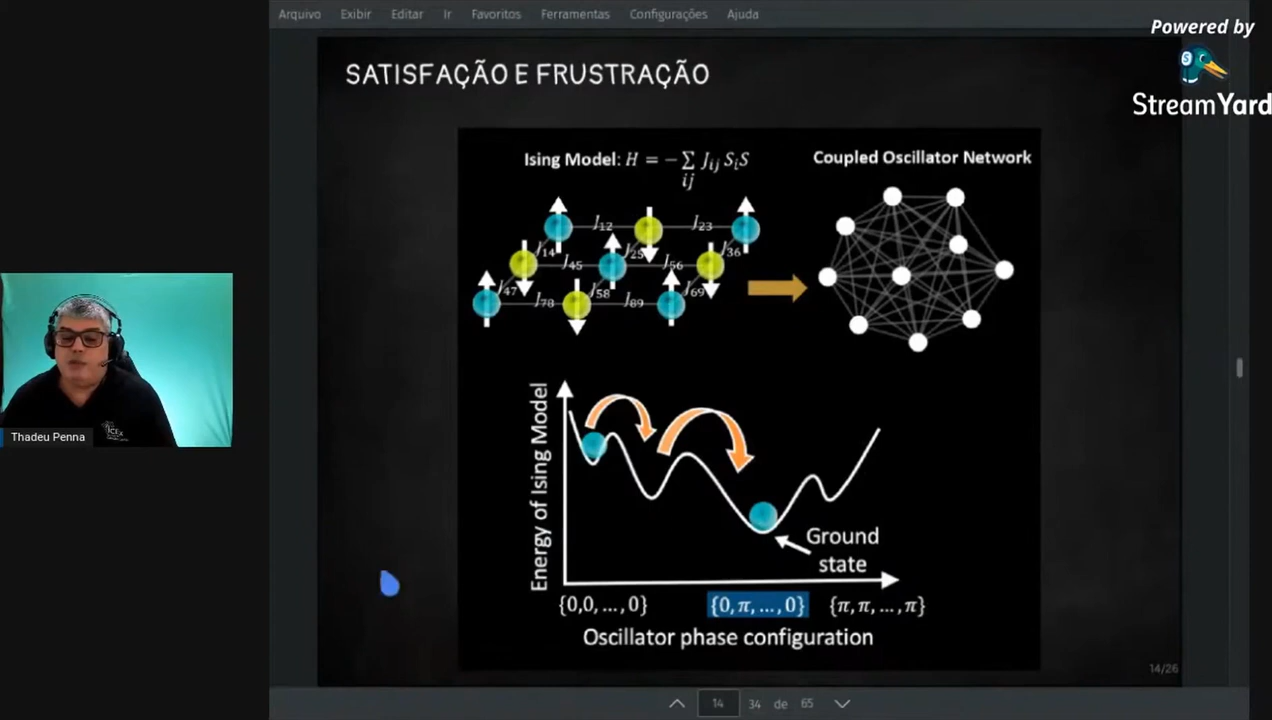 Arquivo Exibir Editar Ir Favoritos Ferramentas Configurações Ajuda
Powered by
StreamYard
SATISFAÇÃO E FRUSTRAÇÃO
Ising Model: H = −∑ J_ij S_i S
ij
Coupled Oscillator Network
J12 J23
J14 J25 J36
J45 J56
J47 J58 J69
J78 J89
Thadeu Penna
Energy of Ising Model
Ground
state
{0,0, ..., 0} {0, π, ..., 0} {π, π, ..., π}
Oscillator phase configuration
14/26
14 34 de 65